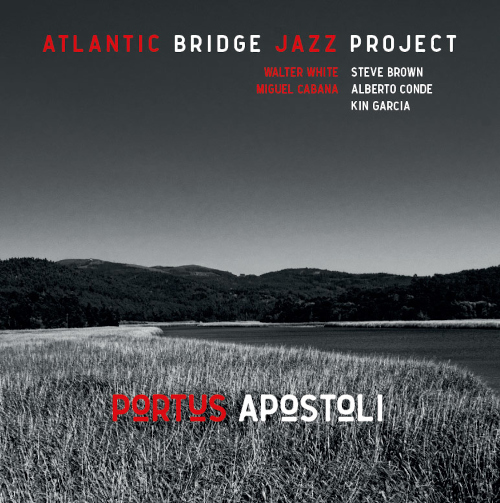 ATLANTIC BRIDGE JAZZ PROJECT
WALTER WHITE STEVE BROWN
MIGUEL CABANA ALBERTO CONDE
KIN GARCIA
PORTUS APOSTOLI